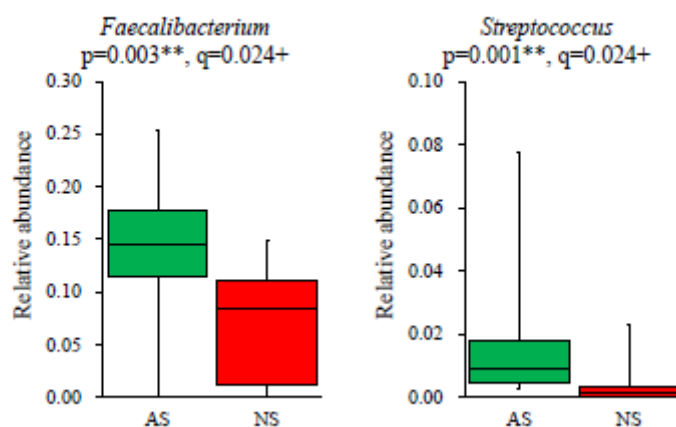 Faecalibacterium
p=0.003**, q=0.024+
Relative abundance
0.30
0.25
0.20
0.15
0.10
0.05
0.00
AS NS
Streptococcus
p=0.001**, q=0.024+
Relative abundance
0.10
0.08
0.06
0.04
0.02
0.00
AS NS